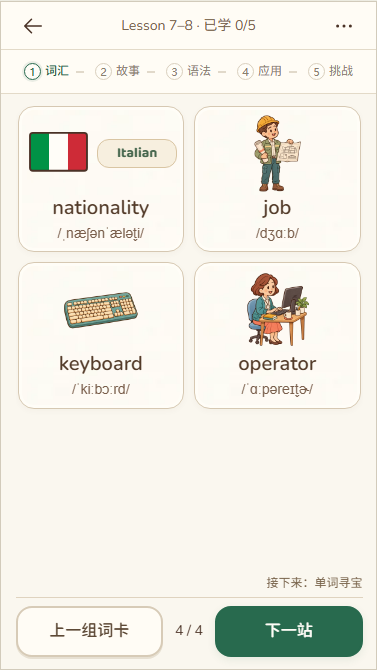 Lesson 7–8 · 已学 0/5
1 词汇 – 2 故事 – 3 语法 – 4 应用 – 5 挑战
Italian
nationality
/ˌnæʃənˈælət̬i/
job
/dʒɑːb/
keyboard
/ˈkiːbɔːrd/
operator
/ˈɑːpəreɪt̬ɚ/
接下来：单词寻宝
上一组词卡
4 / 4
下一站